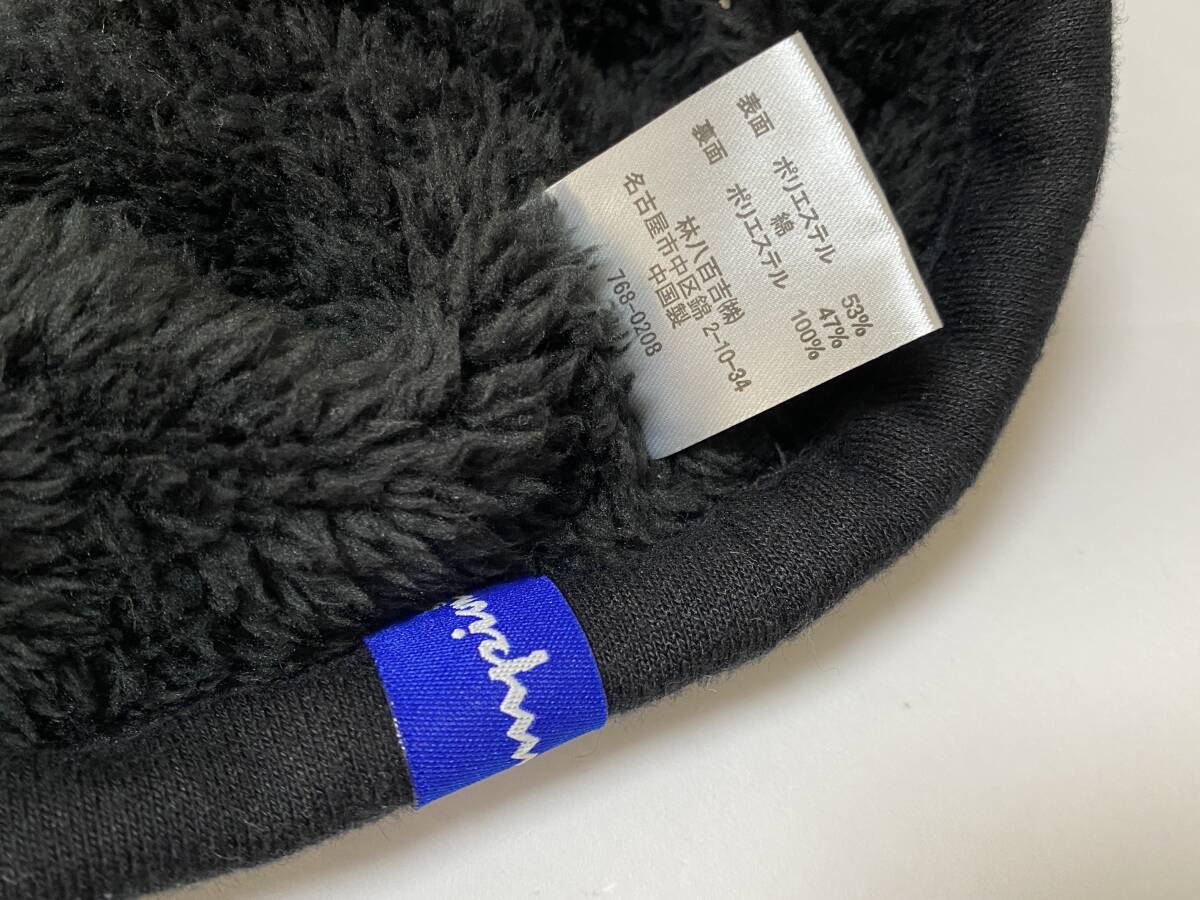 表面 ポリエステル 53%
綿 47%
裏面 ポリエステル 100%
林八百吉㈱
名古屋市中区錦 2-10-34
中国製
768-0208